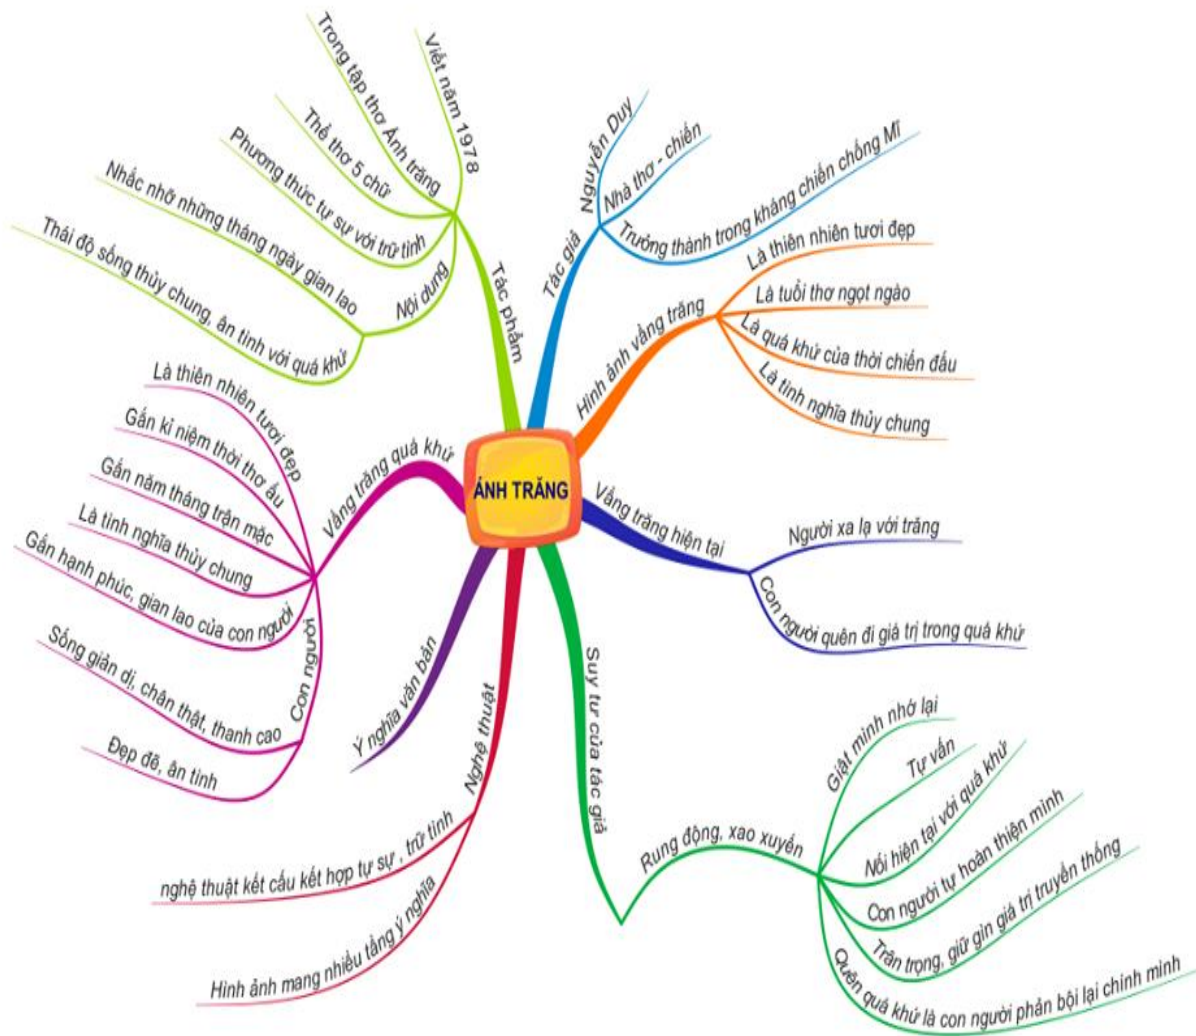 ÁNH TRĂNG
Tác phẩm
Viết năm 1978
Trong tập thơ Ánh trăng
Thể thơ 5 chữ
Phương thức tự sự với trữ tình
Nội dung
Nhắc nhỡ những tháng ngày gian lao
Thái độ sống thủy chung, ân tình với quá khứ
Tác giả
Nguyễn Duy
Nhà thơ - chiến
Trưởng thành trong kháng chiến chống Mĩ
Hình ảnh vầng trăng
Là thiên nhiên tươi đẹp
Là tuổi thơ ngọt ngào
Là quá khứ của thời chiến đấu
Là tình nghĩa thủy chung
Vầng trăng hiện tại
Người xa lạ với trăng
Con người quên đi giá trị trong quá khứ
Suy tư của tác giả
Rung động, xao xuyến
Giật mình nhờ lại
Tự vấn
Nối hiện tại với quá khứ
Con người tự hoàn thiện mình
Trân trọng, giữ gìn giá trị truyền thống
Quên quá khứ là con người phản bội lại chính mình
Nghệ thuật
nghệ thuật kết cấu kết hợp tự sự , trữ tình
Hình ảnh mang nhiều tầng ý nghĩa
Ý nghĩa văn bản
Vầng trăng quá khứ
Là thiên nhiên tươi đẹp
Gắn kỉ niệm thời thơ ấu
Gắn năm tháng trận mặc
Là tình nghĩa thủy chung
Gắn hạnh phúc, gian lao của con người
Con người
Sống giản dị, chân thật, thanh cao
Đẹp đẽ, ân tình